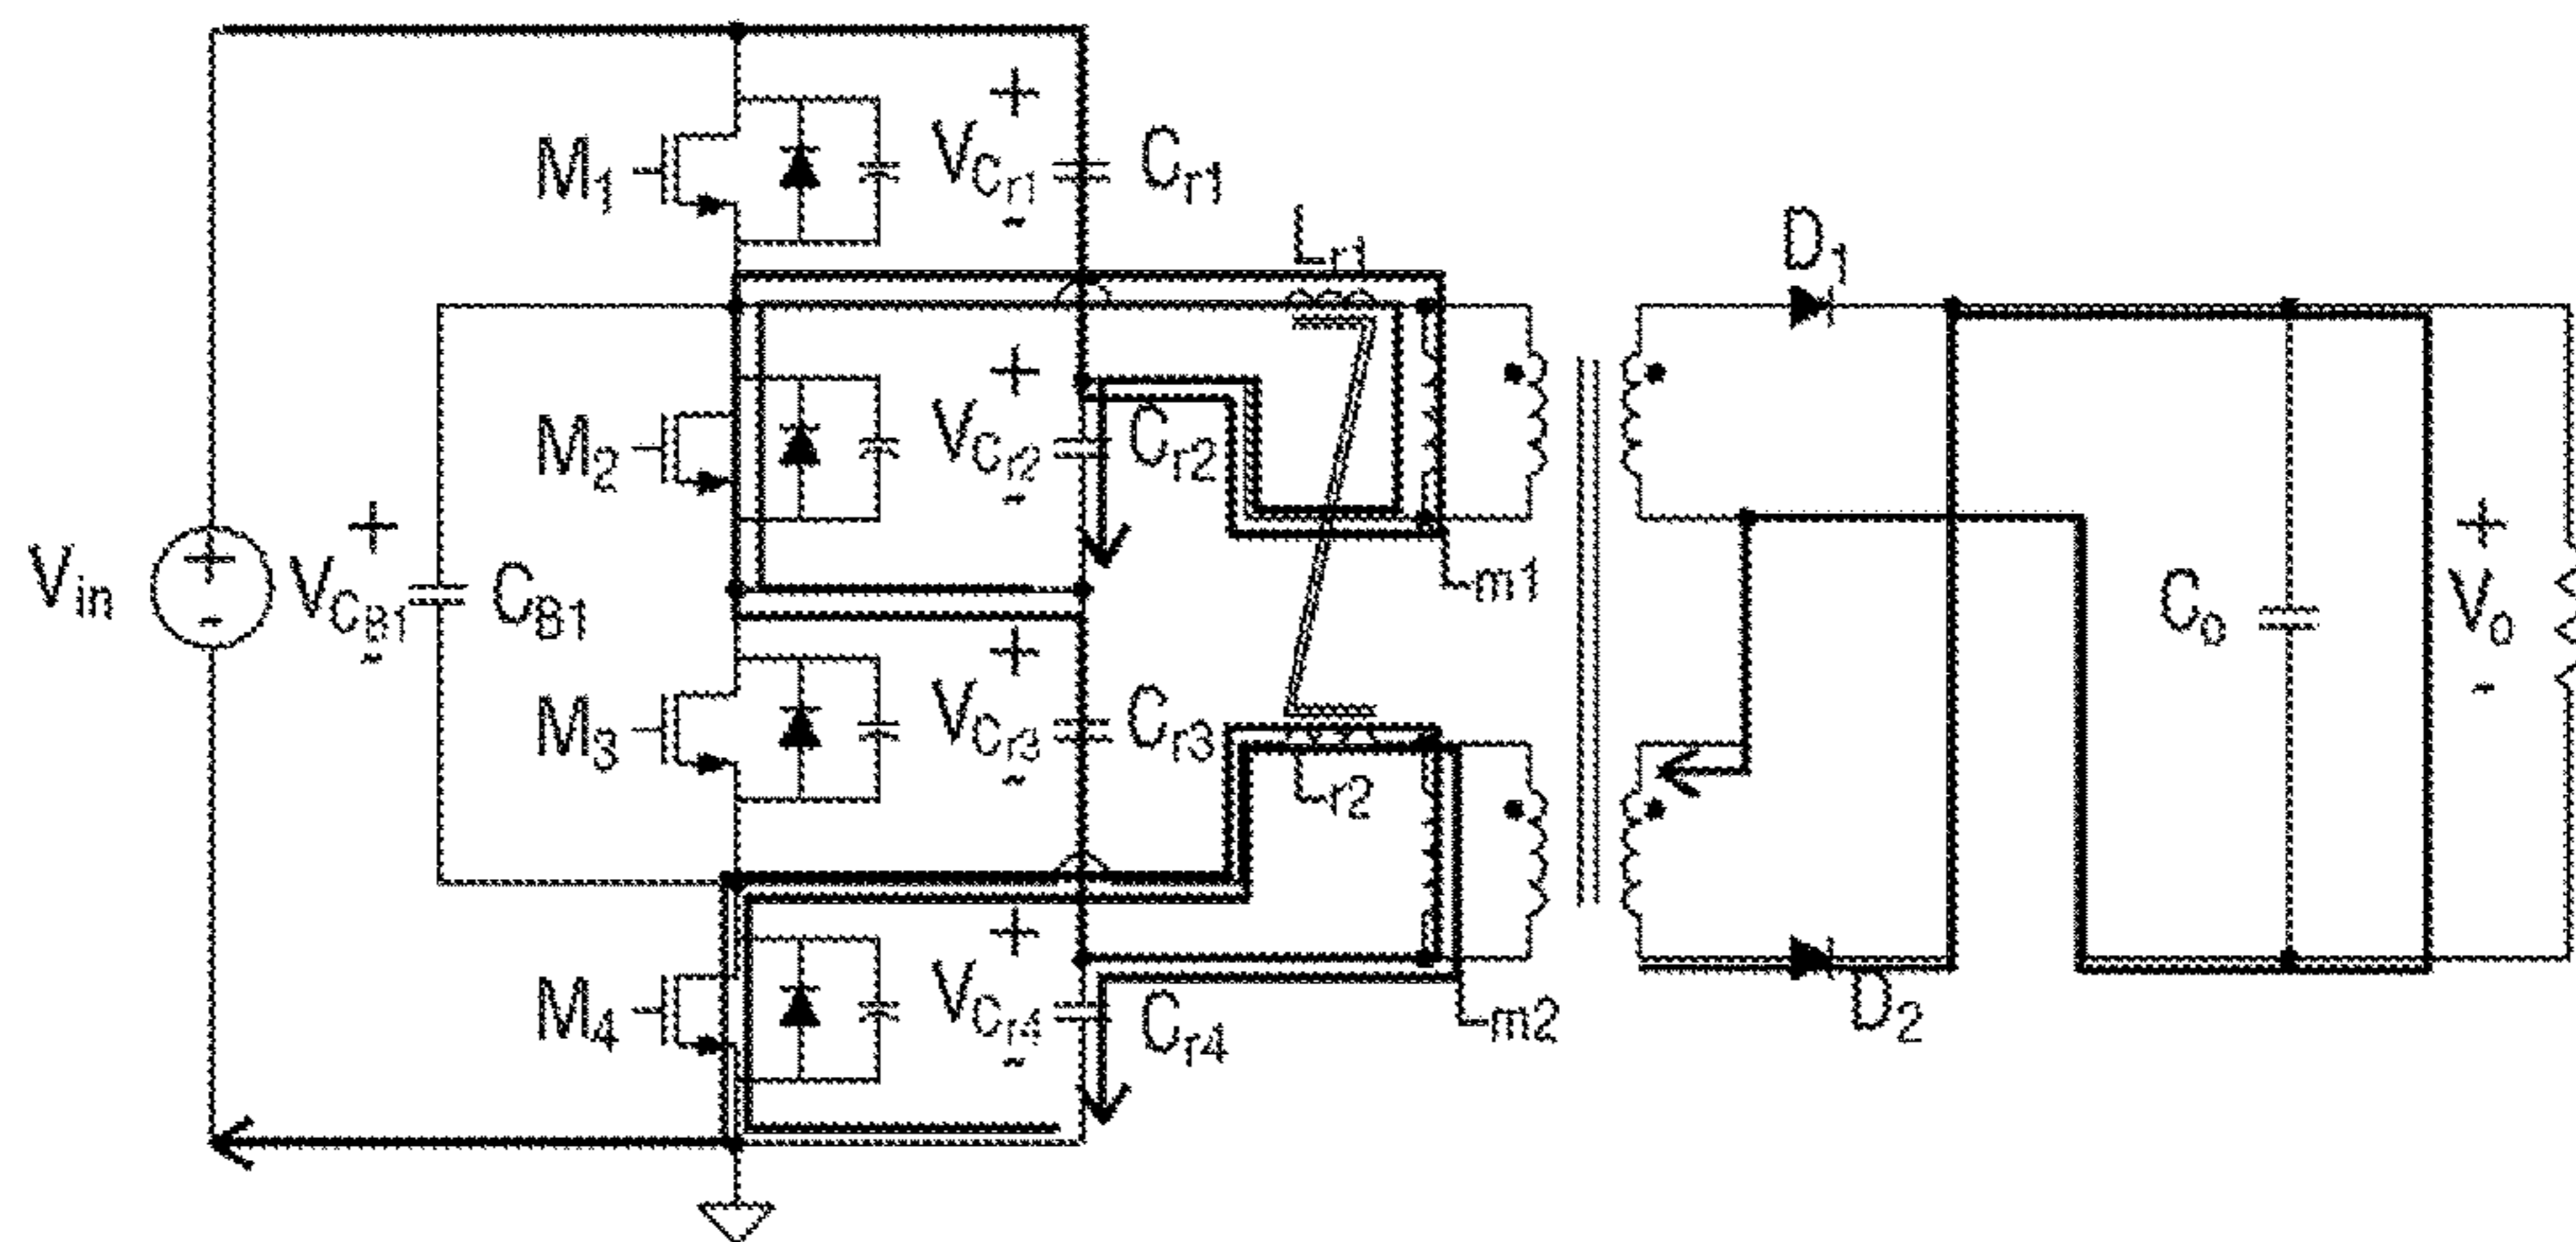 M1
+
VCr1
-
Cr1
Lr1
D1
M2
+
VCr2
-
Cr2
Vin
+
-
+
VCB1
-
CB1
Lm1
Co
+
Vo
-
M3
+
VCr3
-
Cr3
Lr2
M4
+
VCr4
-
Cr4
Lm2
D2